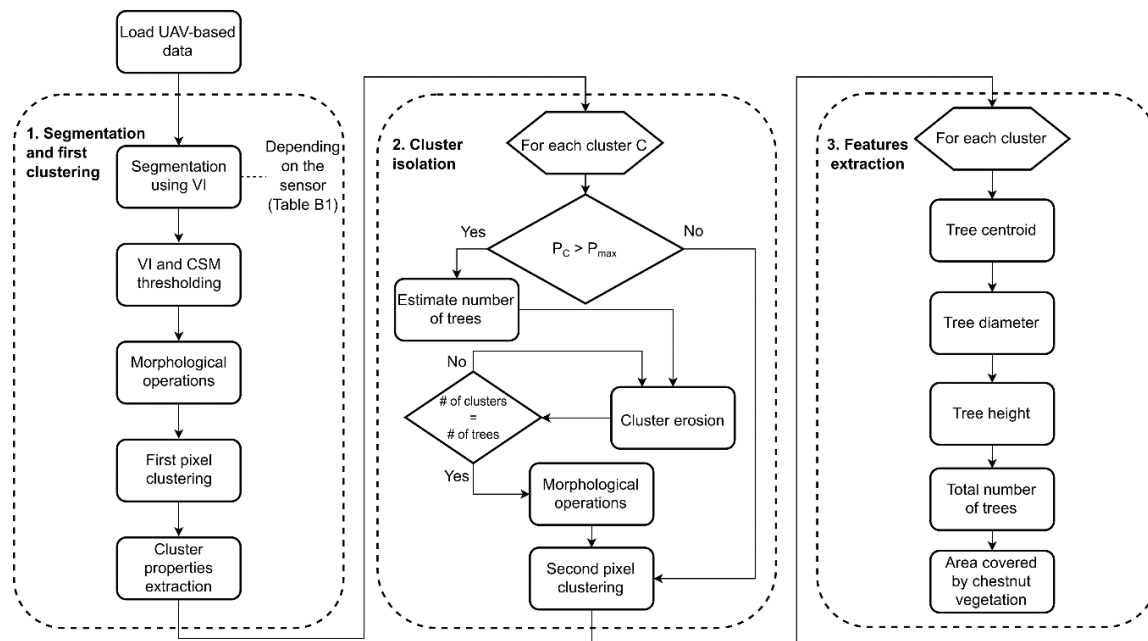 Load UAV-based
data
1. Segmentation
and first
clustering
Segmentation
using VI
Depending
on the
sensor
(Table B1)
VI and CSM
thresholding
Morphological
operations
First pixel
clustering
Cluster
properties
extraction
2. Cluster
isolation
For each cluster C
P_C > P_max
Yes
No
Estimate number
of trees
No
# of clusters
=
# of trees
Cluster erosion
Yes
Morphological
operations
Second pixel
clustering
3. Features
extraction
For each cluster
Tree centroid
Tree diameter
Tree height
Total number
of trees
Area covered
by chestnut
vegetation